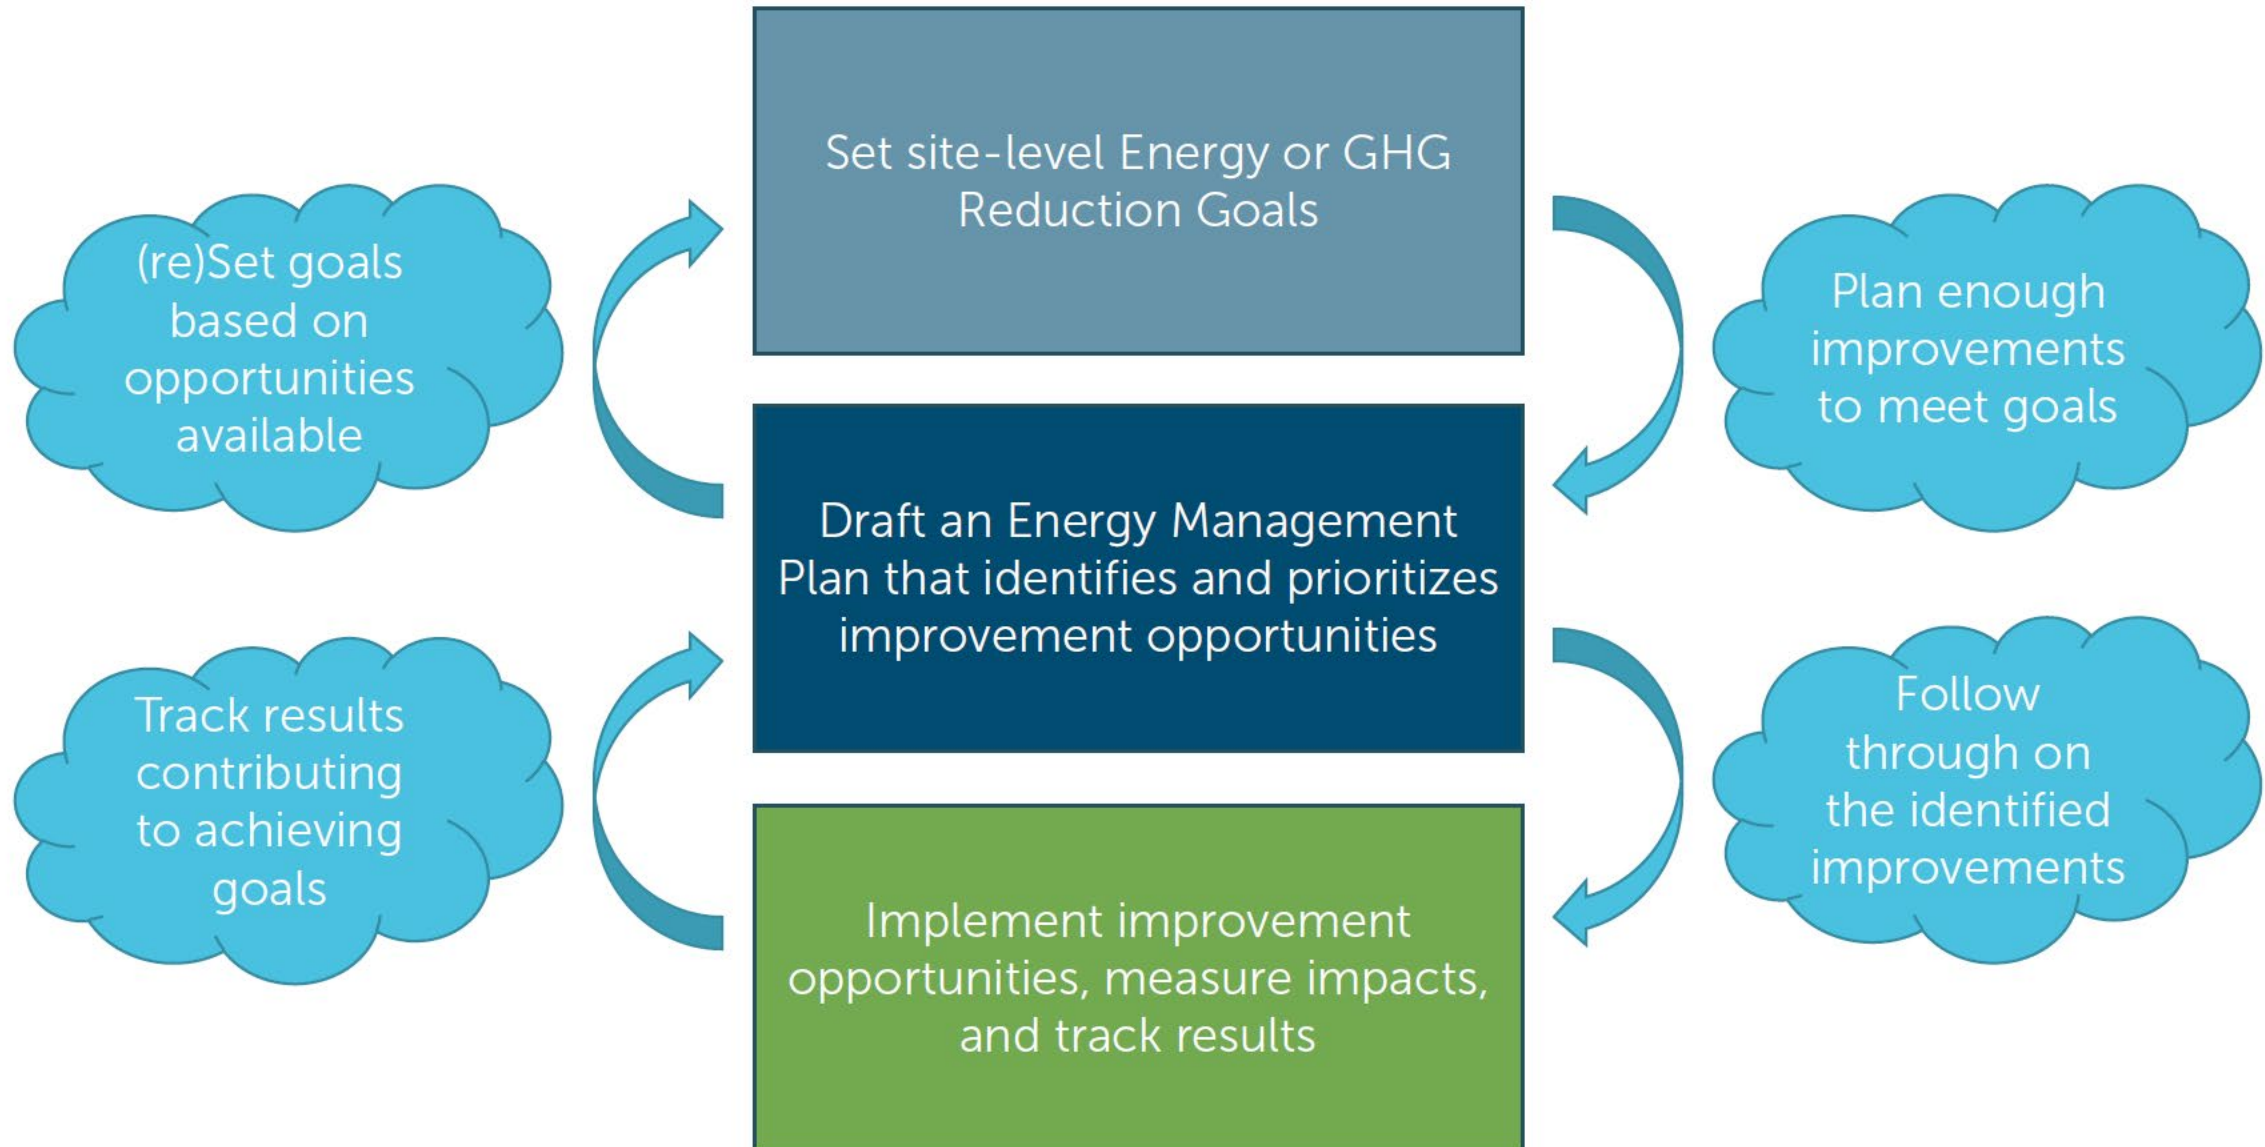 Set site-level Energy or GHG
Reduction Goals
(re)Set goals
based on
opportunities
available
Plan enough
improvements
to meet goals
Draft an Energy Management
Plan that identifies and prioritizes
improvement opportunities
Track results
contributing
to achieving
goals
Follow
through on
the identified
improvements
Implement improvement
opportunities, measure impacts,
and track results